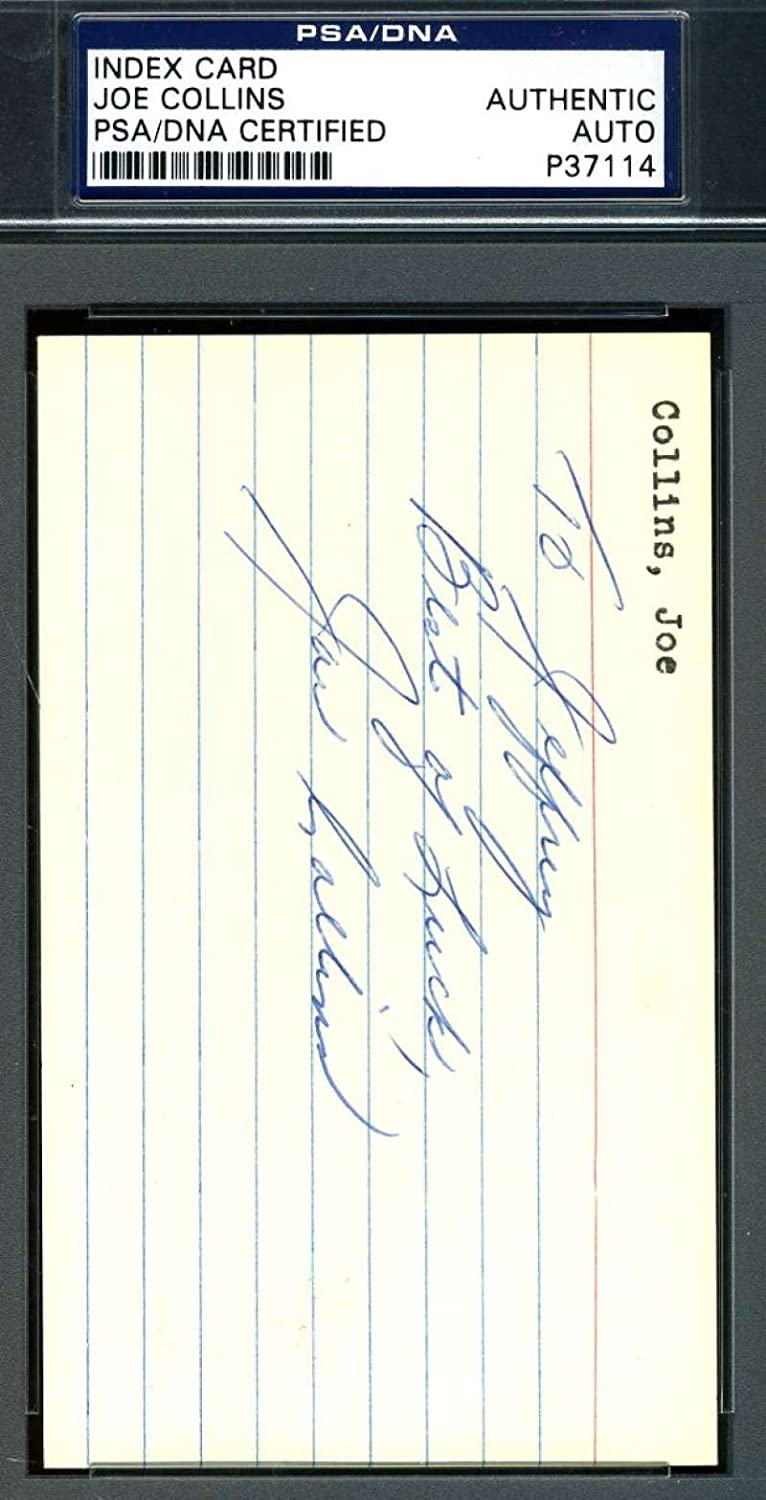 PSA/DNA
INDEX CARD
JOE COLLINS
PSA/DNA CERTIFIED
AUTHENTIC
AUTO
P37114
Collins, Joe
To Jeffrey
Best of Luck
Joe Collins